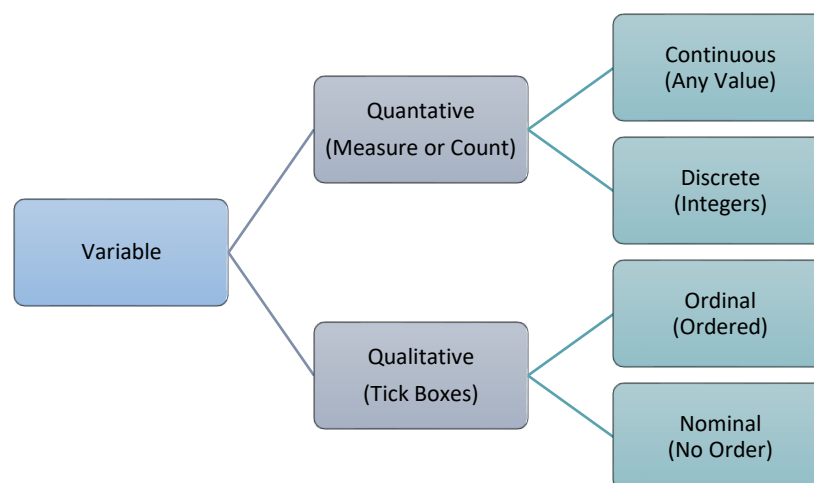 Variable
Quantative
(Measure or Count)
Continuous
(Any Value)
Discrete
(Integers)
Qualitative
(Tick Boxes)
Ordinal
(Ordered)
Nominal
(No Order)